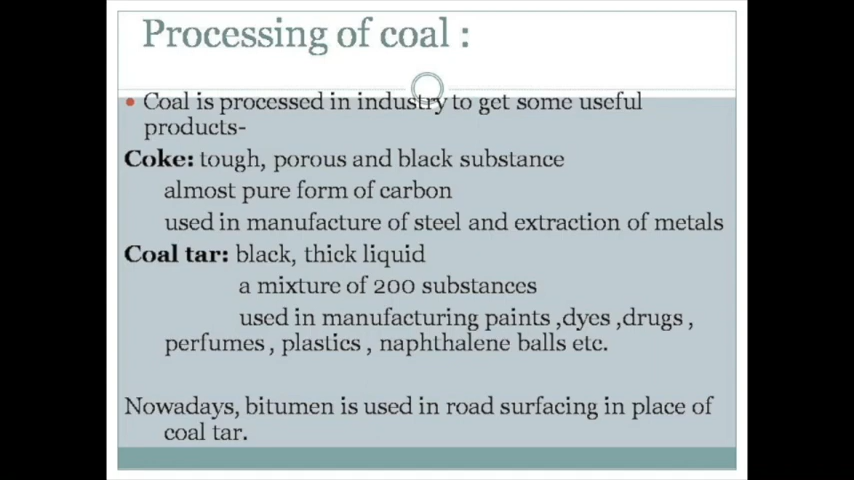 Processing of coal :
• Coal is processed in industry to get some useful
products-
Coke: tough, porous and black substance
almost pure form of carbon
used in manufacture of steel and extraction of metals
Coal tar: black, thick liquid
a mixture of 200 substances
used in manufacturing paints ,dyes ,drugs ,
perfumes , plastics , naphthalene balls etc.
Nowadays, bitumen is used in road surfacing in place of
coal tar.